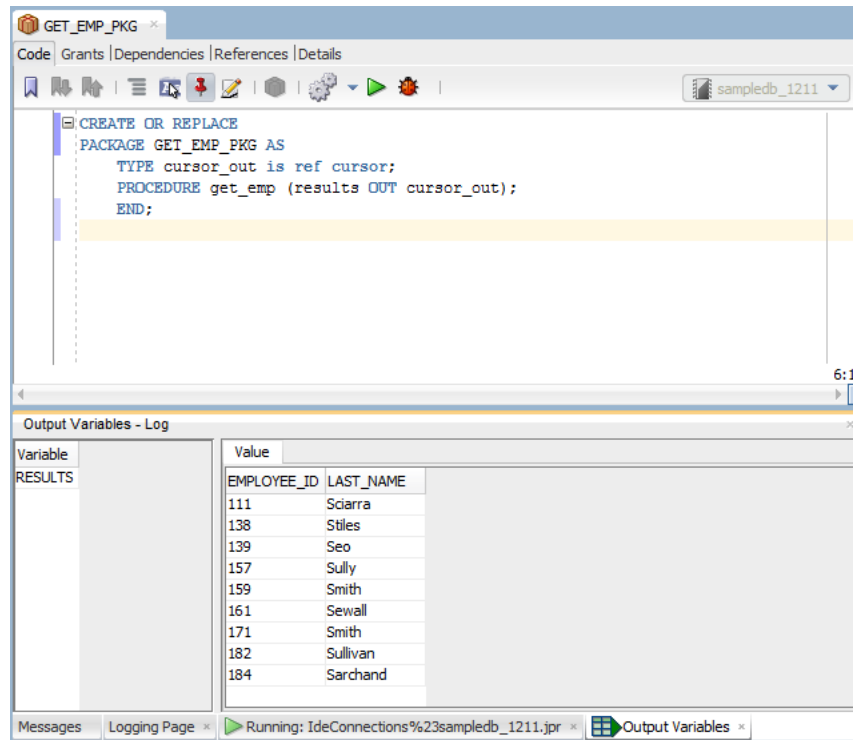 GET_EMP_PKG
Code Grants |Dependencies |References |Details
sampledb_1211
CREATE OR REPLACE
PACKAGE GET_EMP_PKG AS
TYPE cursor_out is ref cursor;
PROCEDURE get_emp (results OUT cursor_out);
END;
6:1
Output Variables - Log
Variable
RESULTS
Value
EMPLOYEE_ID LAST_NAME
111 Sciarra
138 Stiles
139 Seo
157 Sully
159 Smith
161 Sewall
171 Smith
182 Sullivan
184 Sarchand
Messages Logging Page Running: IdeConnections%23sampledb_1211.jpr Output Variables